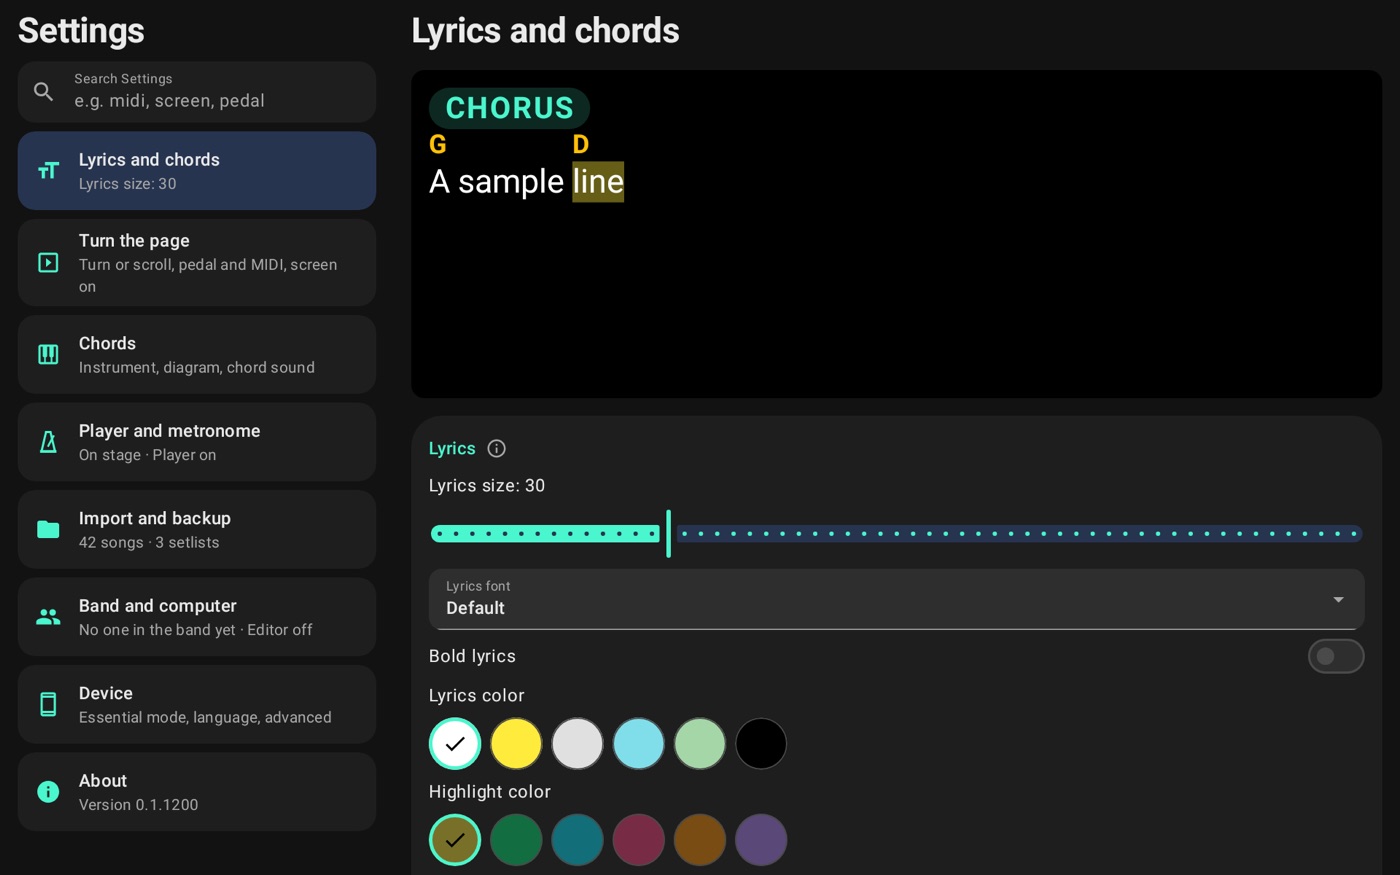 Settings
Search Settings
e.g. midi, screen, pedal
Lyrics and chords
Lyrics size: 30
Turn the page
Turn or scroll, pedal and MIDI, screen
on
Chords
Instrument, diagram, chord sound
Player and metronome
On stage · Player on
Import and backup
42 songs · 3 setlists
Band and computer
No one in the band yet · Editor off
Device
Essential mode, language, advanced
About
Version 0.1.1200
Lyrics and chords
CHORUS
G D
A sample line
Lyrics
Lyrics size: 30
Lyrics font
Default
Bold lyrics
Lyrics color
Highlight color